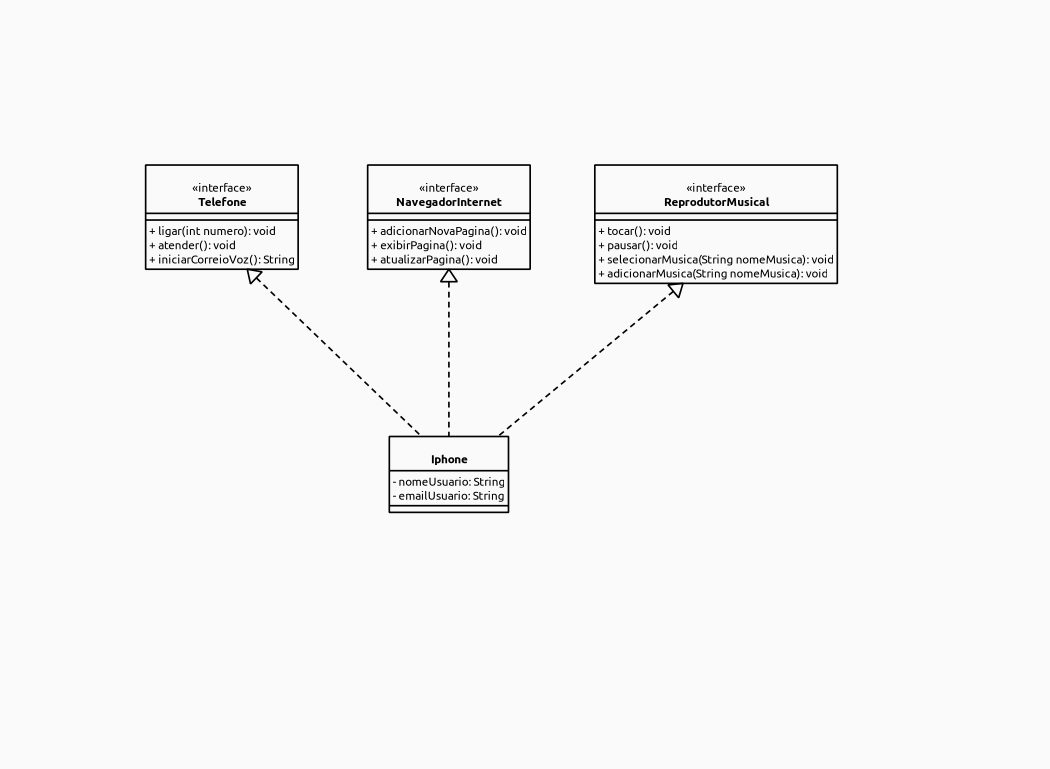 «interface»
Telefone
+ ligar(int numero): void
+ atender(): void
+ iniciarCorreioVoz(): String
«interface»
NavegadorInternet
+ adicionarNovaPagina(): void
+ exibirPagina(): void
+ atualizarPagina(): void
«interface»
ReprodutorMusical
+ tocar(): void
+ pausar(): void
+ selecionarMusica(String nomeMusica): void
+ adicionarMusica(String nomeMusica): void
Iphone
- nomeUsuario: String
- emailUsuario: String